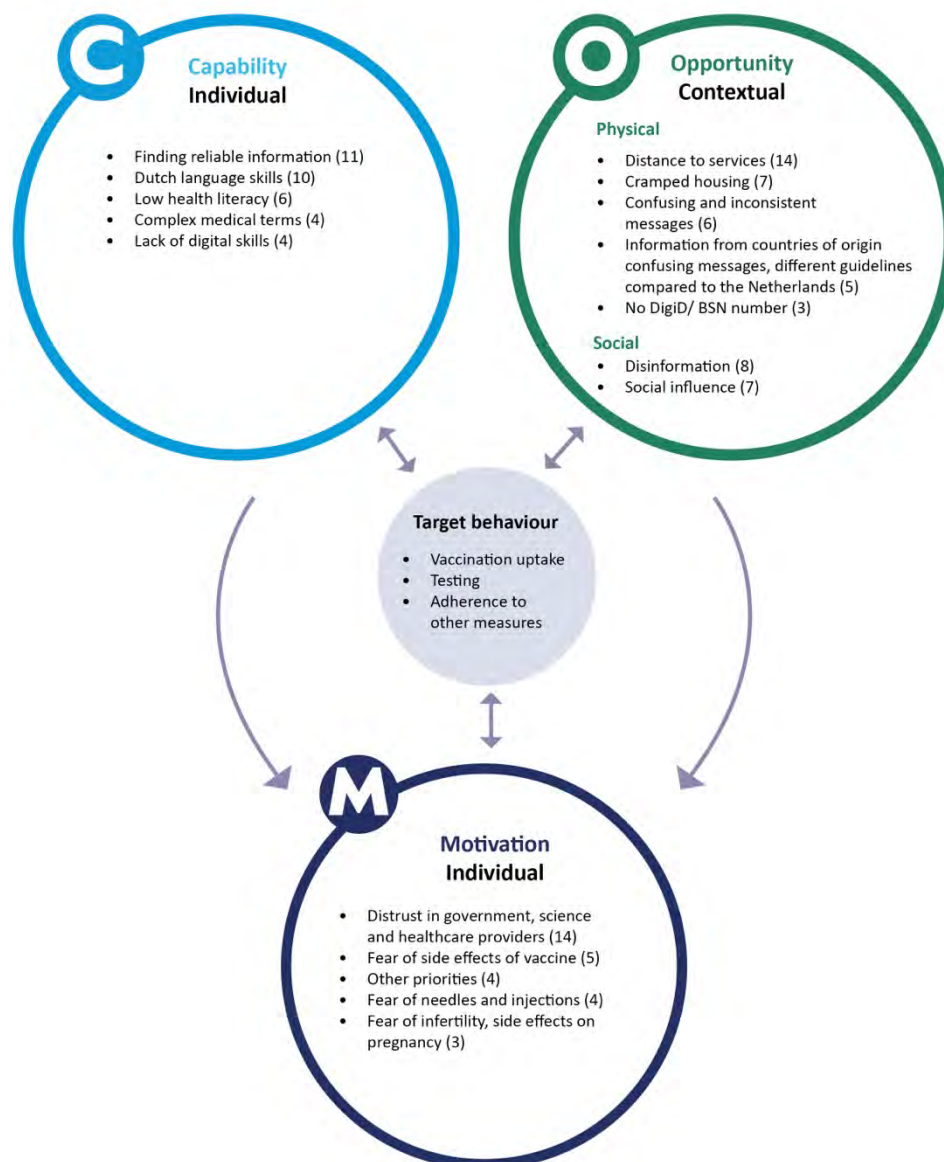 C
Capability
Individual
• Finding reliable information (11)
• Dutch language skills (10)
• Low health literacy (6)
• Complex medical terms (4)
• Lack of digital skills (4)
O
Opportunity
Contextual
Physical
• Distance to services (14)
• Cramped housing (7)
• Confusing and inconsistent
messages (6)
• Information from countries of origin
confusing messages, different guidelines
compared to the Netherlands (5)
• No DigiD/ BSN number (3)
Social
• Disinformation (8)
• Social influence (7)
Target behaviour
• Vaccination uptake
• Testing
• Adherence to
other measures
M
Motivation
Individual
• Distrust in government, science
and healthcare providers (14)
• Fear of side effects of vaccine (5)
• Other priorities (4)
• Fear of needles and injections (4)
• Fear of infertility, side effects on
pregnancy (3)